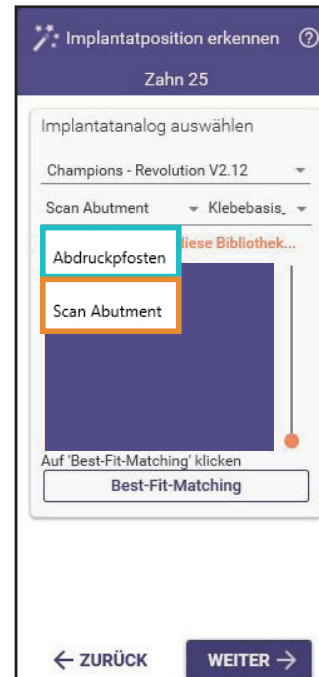 Implantatposition erkennen
Zahn 25
Implantatanalog auswählen
Champions - Revolution V2.12
Scan Abutment Klebebasis_
diese Bibliothek...
Abdruckpfosten
Scan Abutment
Auf 'Best-Fit-Matching' klicken
Best-Fit-Matching
← ZURÜCK WEITER →